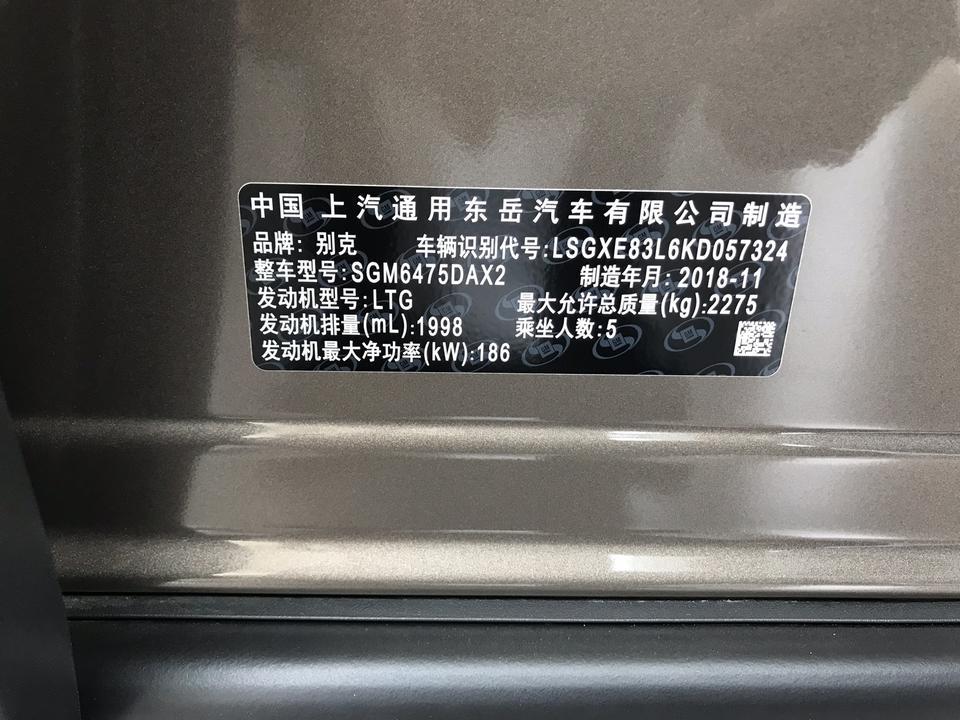 中国 上汽通用东岳汽车有限公司制造
品牌: 别克 车辆识别代号:LSGXE83L6KD057324
整车型号:SGM6475DAX2 制造年月: 2018-11
发动机型号:LTG 最大允许总质量(kg):2275
发动机排量(mL):1998 乘坐人数:5
发动机最大净功率(kW):186